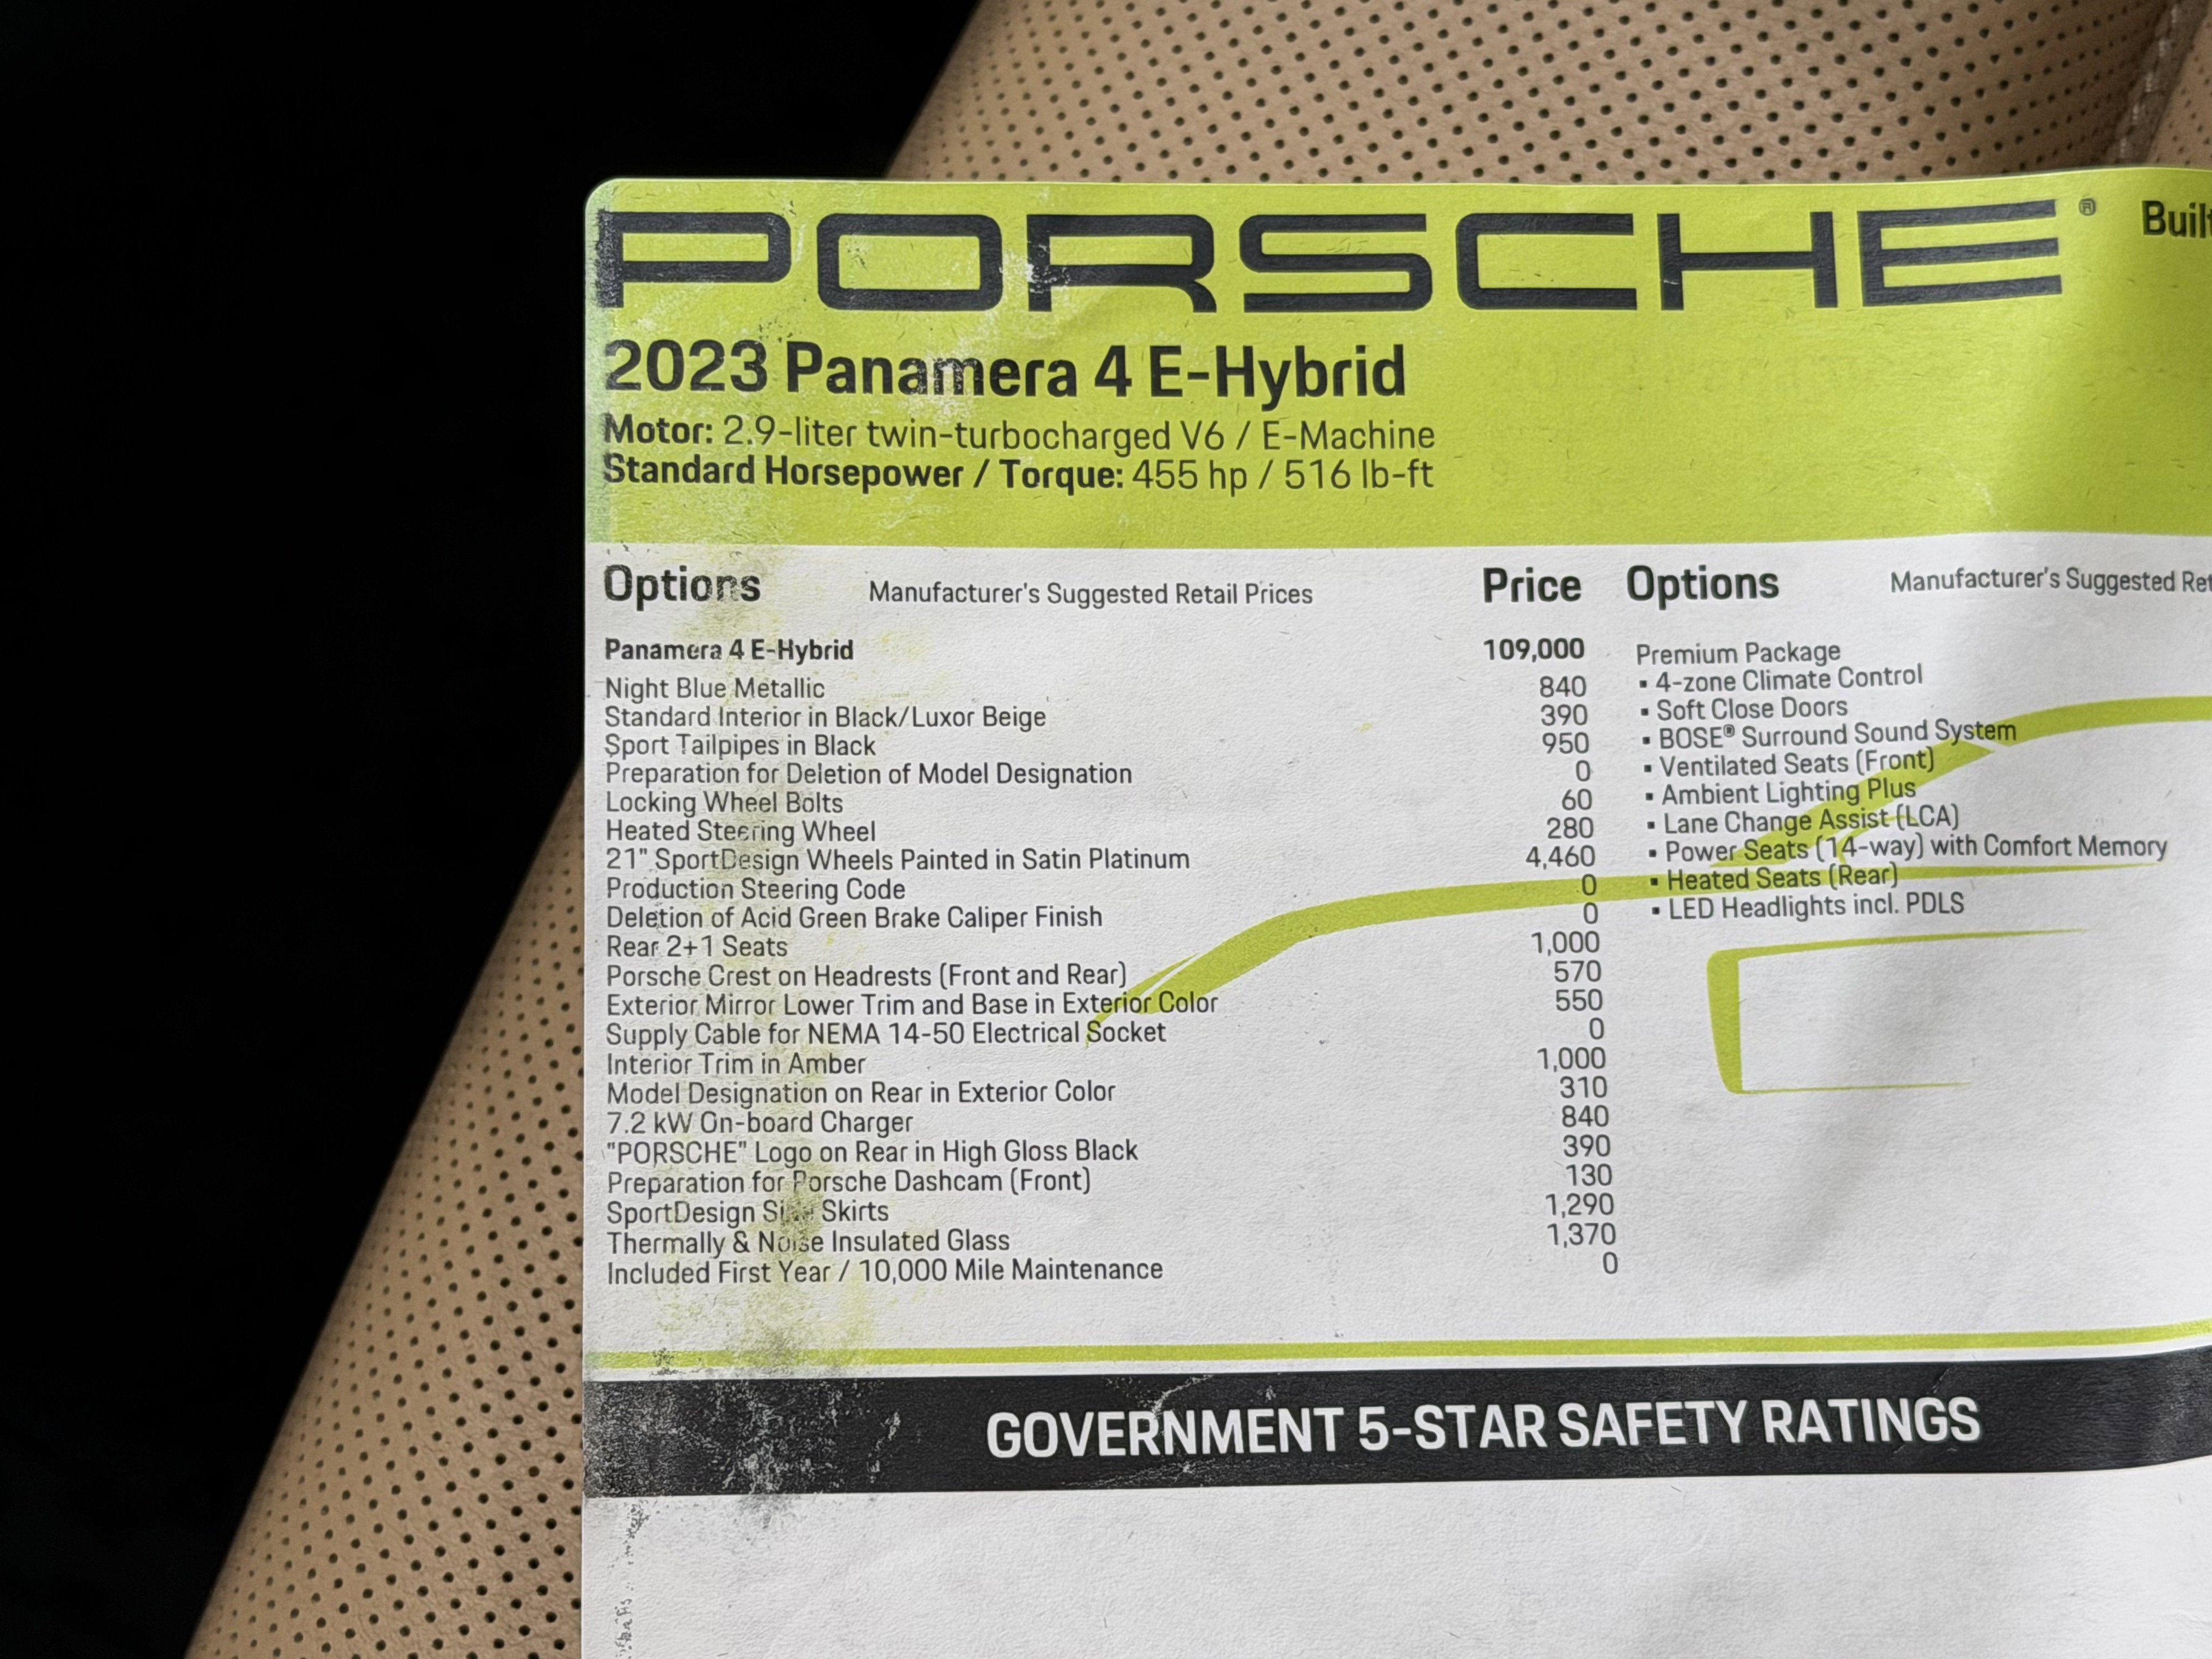 PORSCHE®
Built
2023 Panamera 4 E-Hybrid
Motor: 2.9-liter twin-turbocharged V6 / E-Machine
Standard Horsepower / Torque: 455 hp / 516 lb-ft
Options Manufacturer's Suggested Retail Prices Price
Panamera 4 E-Hybrid 109,000
Night Blue Metallic 840
Standard Interior in Black/Luxor Beige 390
Sport Tailpipes in Black 950
Preparation for Deletion of Model Designation 0
Locking Wheel Bolts 60
Heated Steering Wheel 280
21" SportDesign Wheels Painted in Satin Platinum 4,460
Production Steering Code 0
Deletion of Acid Green Brake Caliper Finish 0
Rear 2+1 Seats 1,000
Porsche Crest on Headrests (Front and Rear) 570
Exterior Mirror Lower Trim and Base in Exterior Color 550
Supply Cable for NEMA 14-50 Electrical Socket 0
Interior Trim in Amber 1,000
Model Designation on Rear in Exterior Color 310
7.2 kW On-board Charger 840
"PORSCHE" Logo on Rear in High Gloss Black 390
Preparation for Porsche Dashcam (Front) 130
SportDesign Side Skirts 1,290
Thermally & Noise Insulated Glass 1,370
Included First Year / 10,000 Mile Maintenance 0
Options Manufacturer's Suggested Ret
Premium Package
▪ 4-zone Climate Control
▪ Soft Close Doors
▪ BOSE® Surround Sound System
▪ Ventilated Seats (Front)
▪ Ambient Lighting Plus
▪ Lane Change Assist (LCA)
▪ Power Seats (14-way) with Comfort Memory
▪ Heated Seats (Rear)
▪ LED Headlights incl. PDLS
GOVERNMENT 5-STAR SAFETY RATINGS